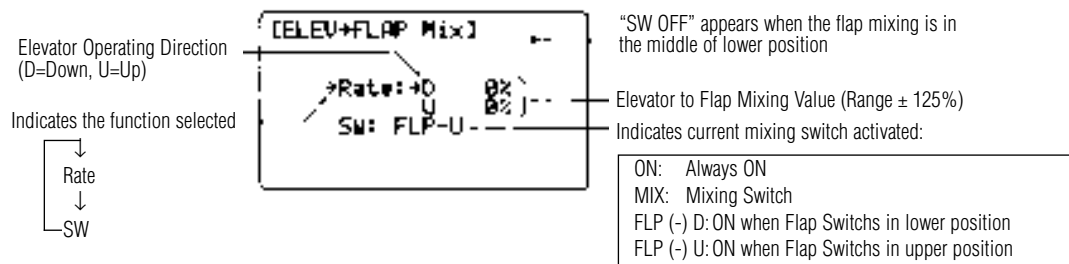 [ELEV→FLAP Mix]
"SW OFF" appears when the flap mixing is in
the middle of lower position
Elevator Operating Direction
(D=Down, U=Up)
→Rate:→D 0%
U 0%
SW: FLP-U
Elevator to Flap Mixing Value (Range ± 125%)
Indicates current mixing switch activated:
Indicates the function selected
↓
Rate
↓
SW
ON: Always ON
MIX: Mixing Switch
FLP (-) D: ON when Flap Switchs in lower position
FLP (-) U: ON when Flap Switchs in upper position